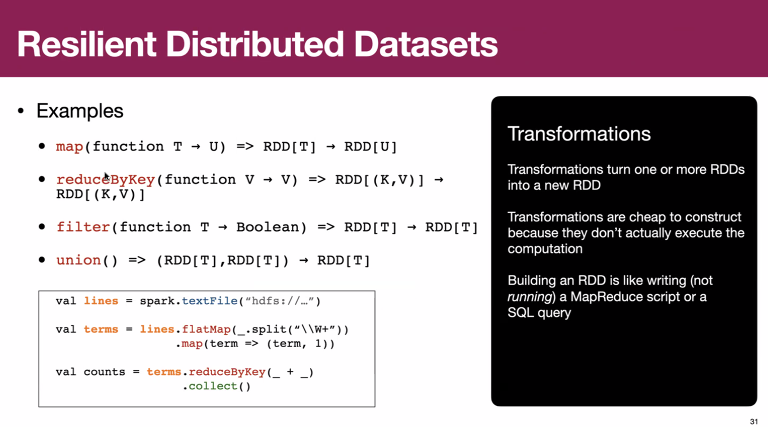 Resilient Distributed Datasets
• Examples
• map(function T → U) => RDD[T] → RDD[U]
• reduceByKey(function V → V) => RDD[(K,V)] →
RDD[(K,V)]
• filter(function T → Boolean) => RDD[T] → RDD[T]
• union() => (RDD[T],RDD[T]) → RDD[T]
val lines = spark.textFile(“hdfs://…”)
val terms = lines.flatMap(_.split(“\\W+”))
.map(term => (term, 1))
val counts = terms.reduceByKey(_ + _)
.collect()
Transformations
Transformations turn one or more RDDs
into a new RDD
Transformations are cheap to construct
because they don’t actually execute the
computation
Building an RDD is like writing (not
running) a MapReduce script or a
SQL query
31